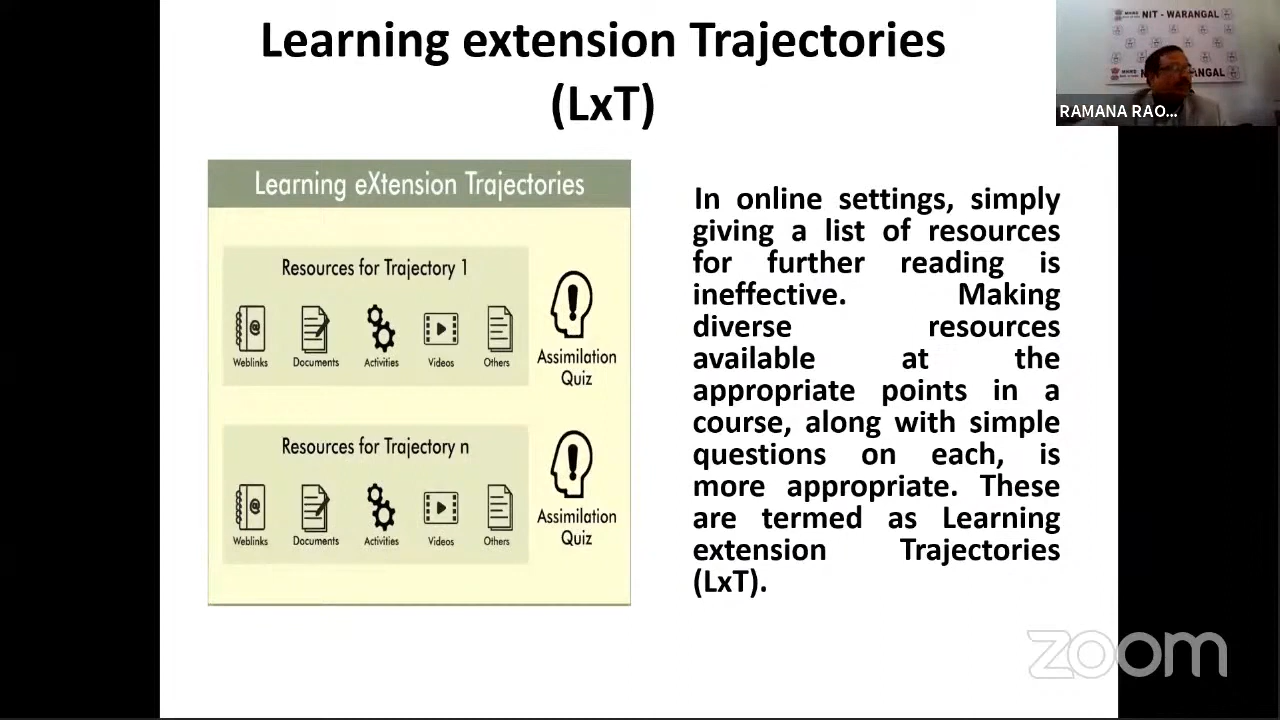 Learning extension Trajectories
(LxT)
NIT - WARANGAL
RAMANA RAO...
Learning eXtension Trajectories
Resources for Trajectory 1
Weblinks Documents Activities Videos Others
Assimilation
Quiz
Resources for Trajectory n
Weblinks Documents Activities Videos Others
Assimilation
Quiz
In online settings, simply
giving a list of resources
for further reading is
ineffective. Making
diverse resources
available at the
appropriate points in a
course, along with simple
questions on each, is
more appropriate. These
are termed as Learning
extension Trajectories
(LxT).
zoom